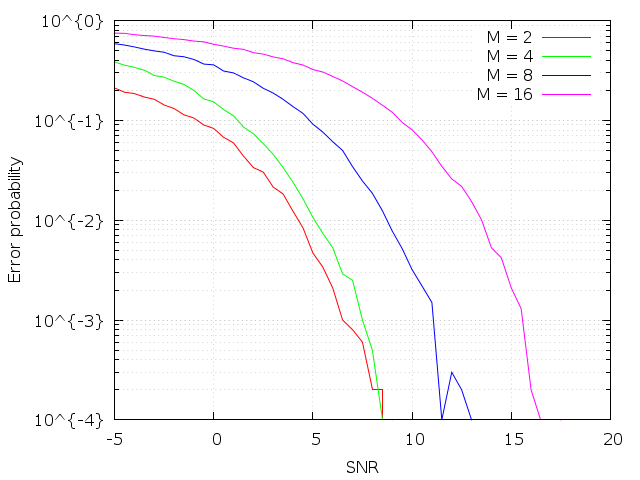 10^{0}
10^{-1}
10^{-2}
10^{-3}
10^{-4}
Error probability
M = 2
M = 4
M = 8
M = 16
-5 0 5 10 15 20
SNR